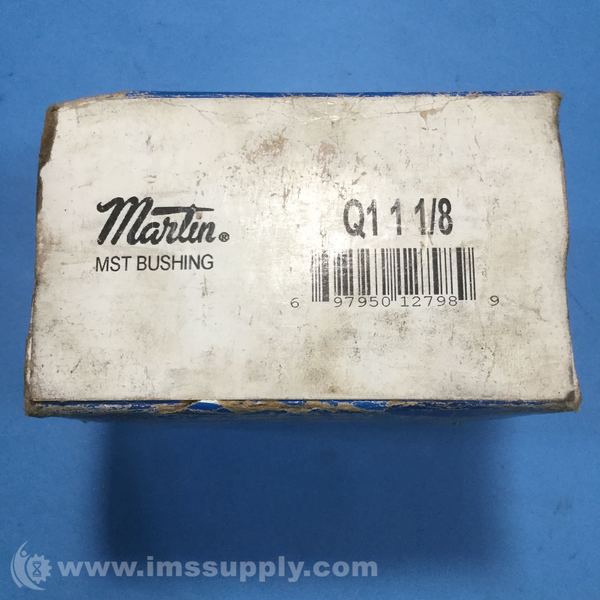 Martin®
MST BUSHING
Q1 1 1/8
6 97950 12798 9
www.imssupply.com